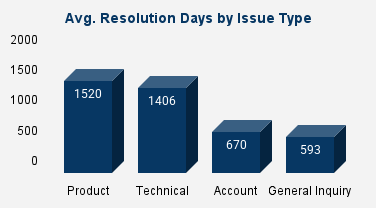 Avg. Resolution Days by Issue Type
2000
1500
1000
500
0
1520
1406
670
593
Product
Technical
Account
General Inquiry